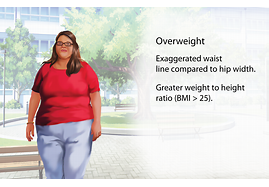 Overweight
Exaggerated waist
line compared to hip width.
Greater weight to height
ratio (BMI > 25).